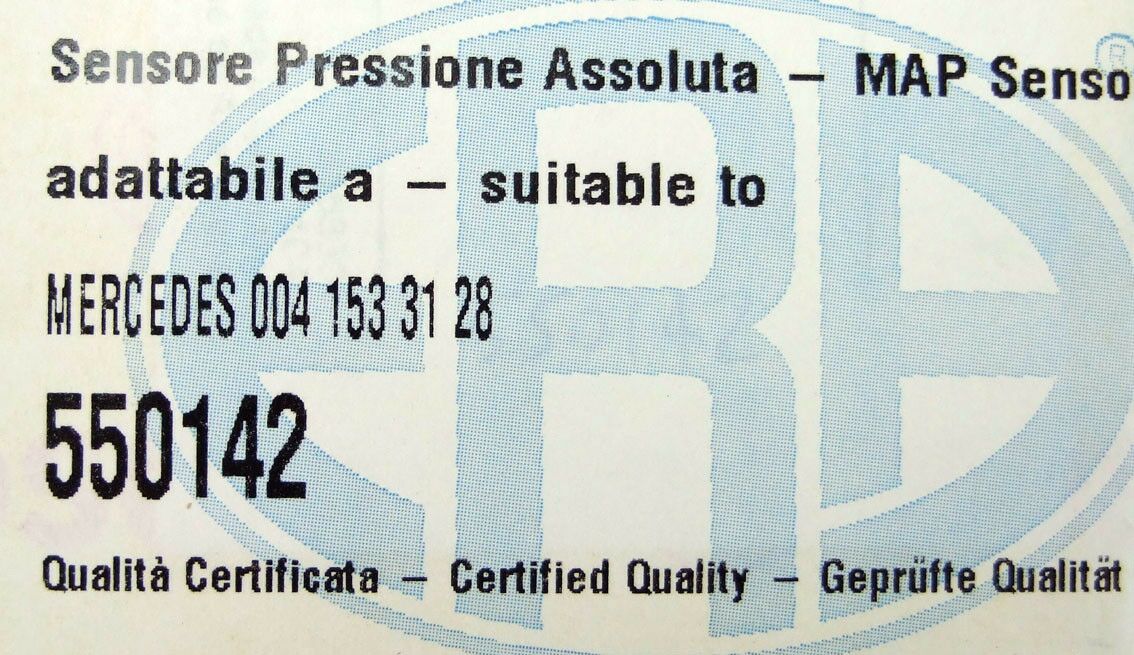 Sensore Pressione Assoluta – MAP Senso
adattabile a – suitable to
MERCEDES 004 153 31 28
550142
Qualità Certificata – Certified Quality – Geprüfte Qualität
ERA
®